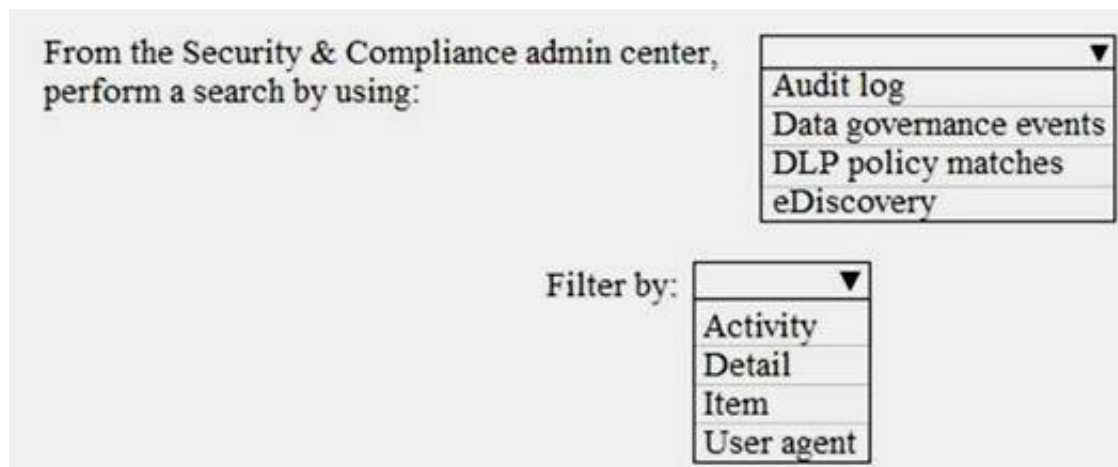 From the Security & Compliance admin center,
perform a search by using:
Audit log
Data governance events
DLP policy matches
eDiscovery
Filter by:
Activity
Detail
Item
User agent